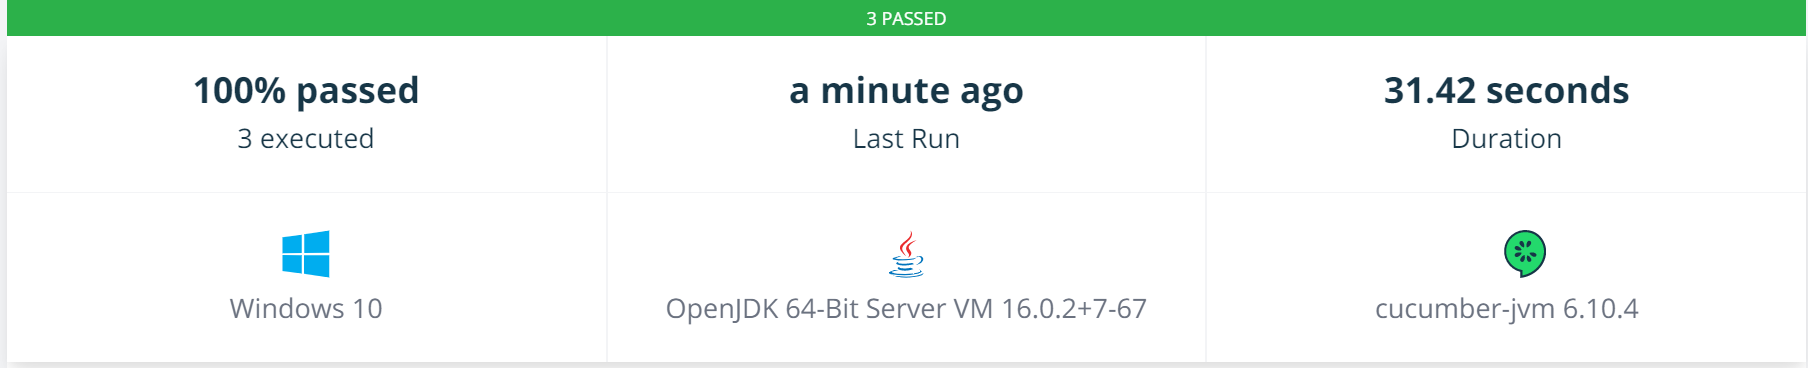 3 PASSED
100% passed
3 executed
a minute ago
Last Run
31.42 seconds
Duration
Windows 10
OpenJDK 64-Bit Server VM 16.0.2+7-67
cucumber-jvm 6.10.4